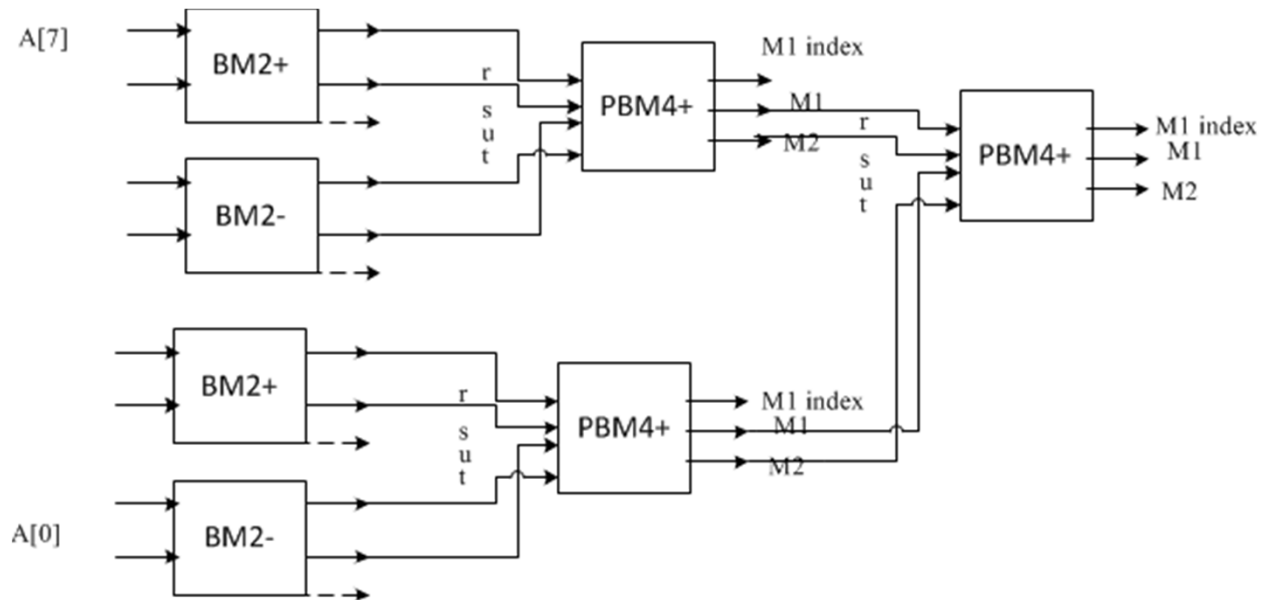 A[7]
BM2+
r
s
u
t
BM2-
PBM4+
M1 index
M1
M2
r
s
u
t
PBM4+
M1 index
M1
M2
BM2+
r
s
u
t
BM2-
A[0]
PBM4+
M1 index
M1
M2